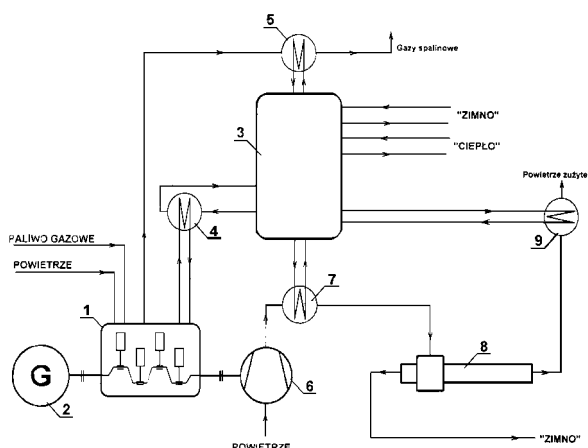 5
Gazy spalinowe
"ZIMNO"
3
"CIEPŁO"
Powietrze zużyte
4
9
PALIWO GAZOWE
POWIETRZE
7
1
8
G
2
6
"ZIMNO"
POWIETRZE